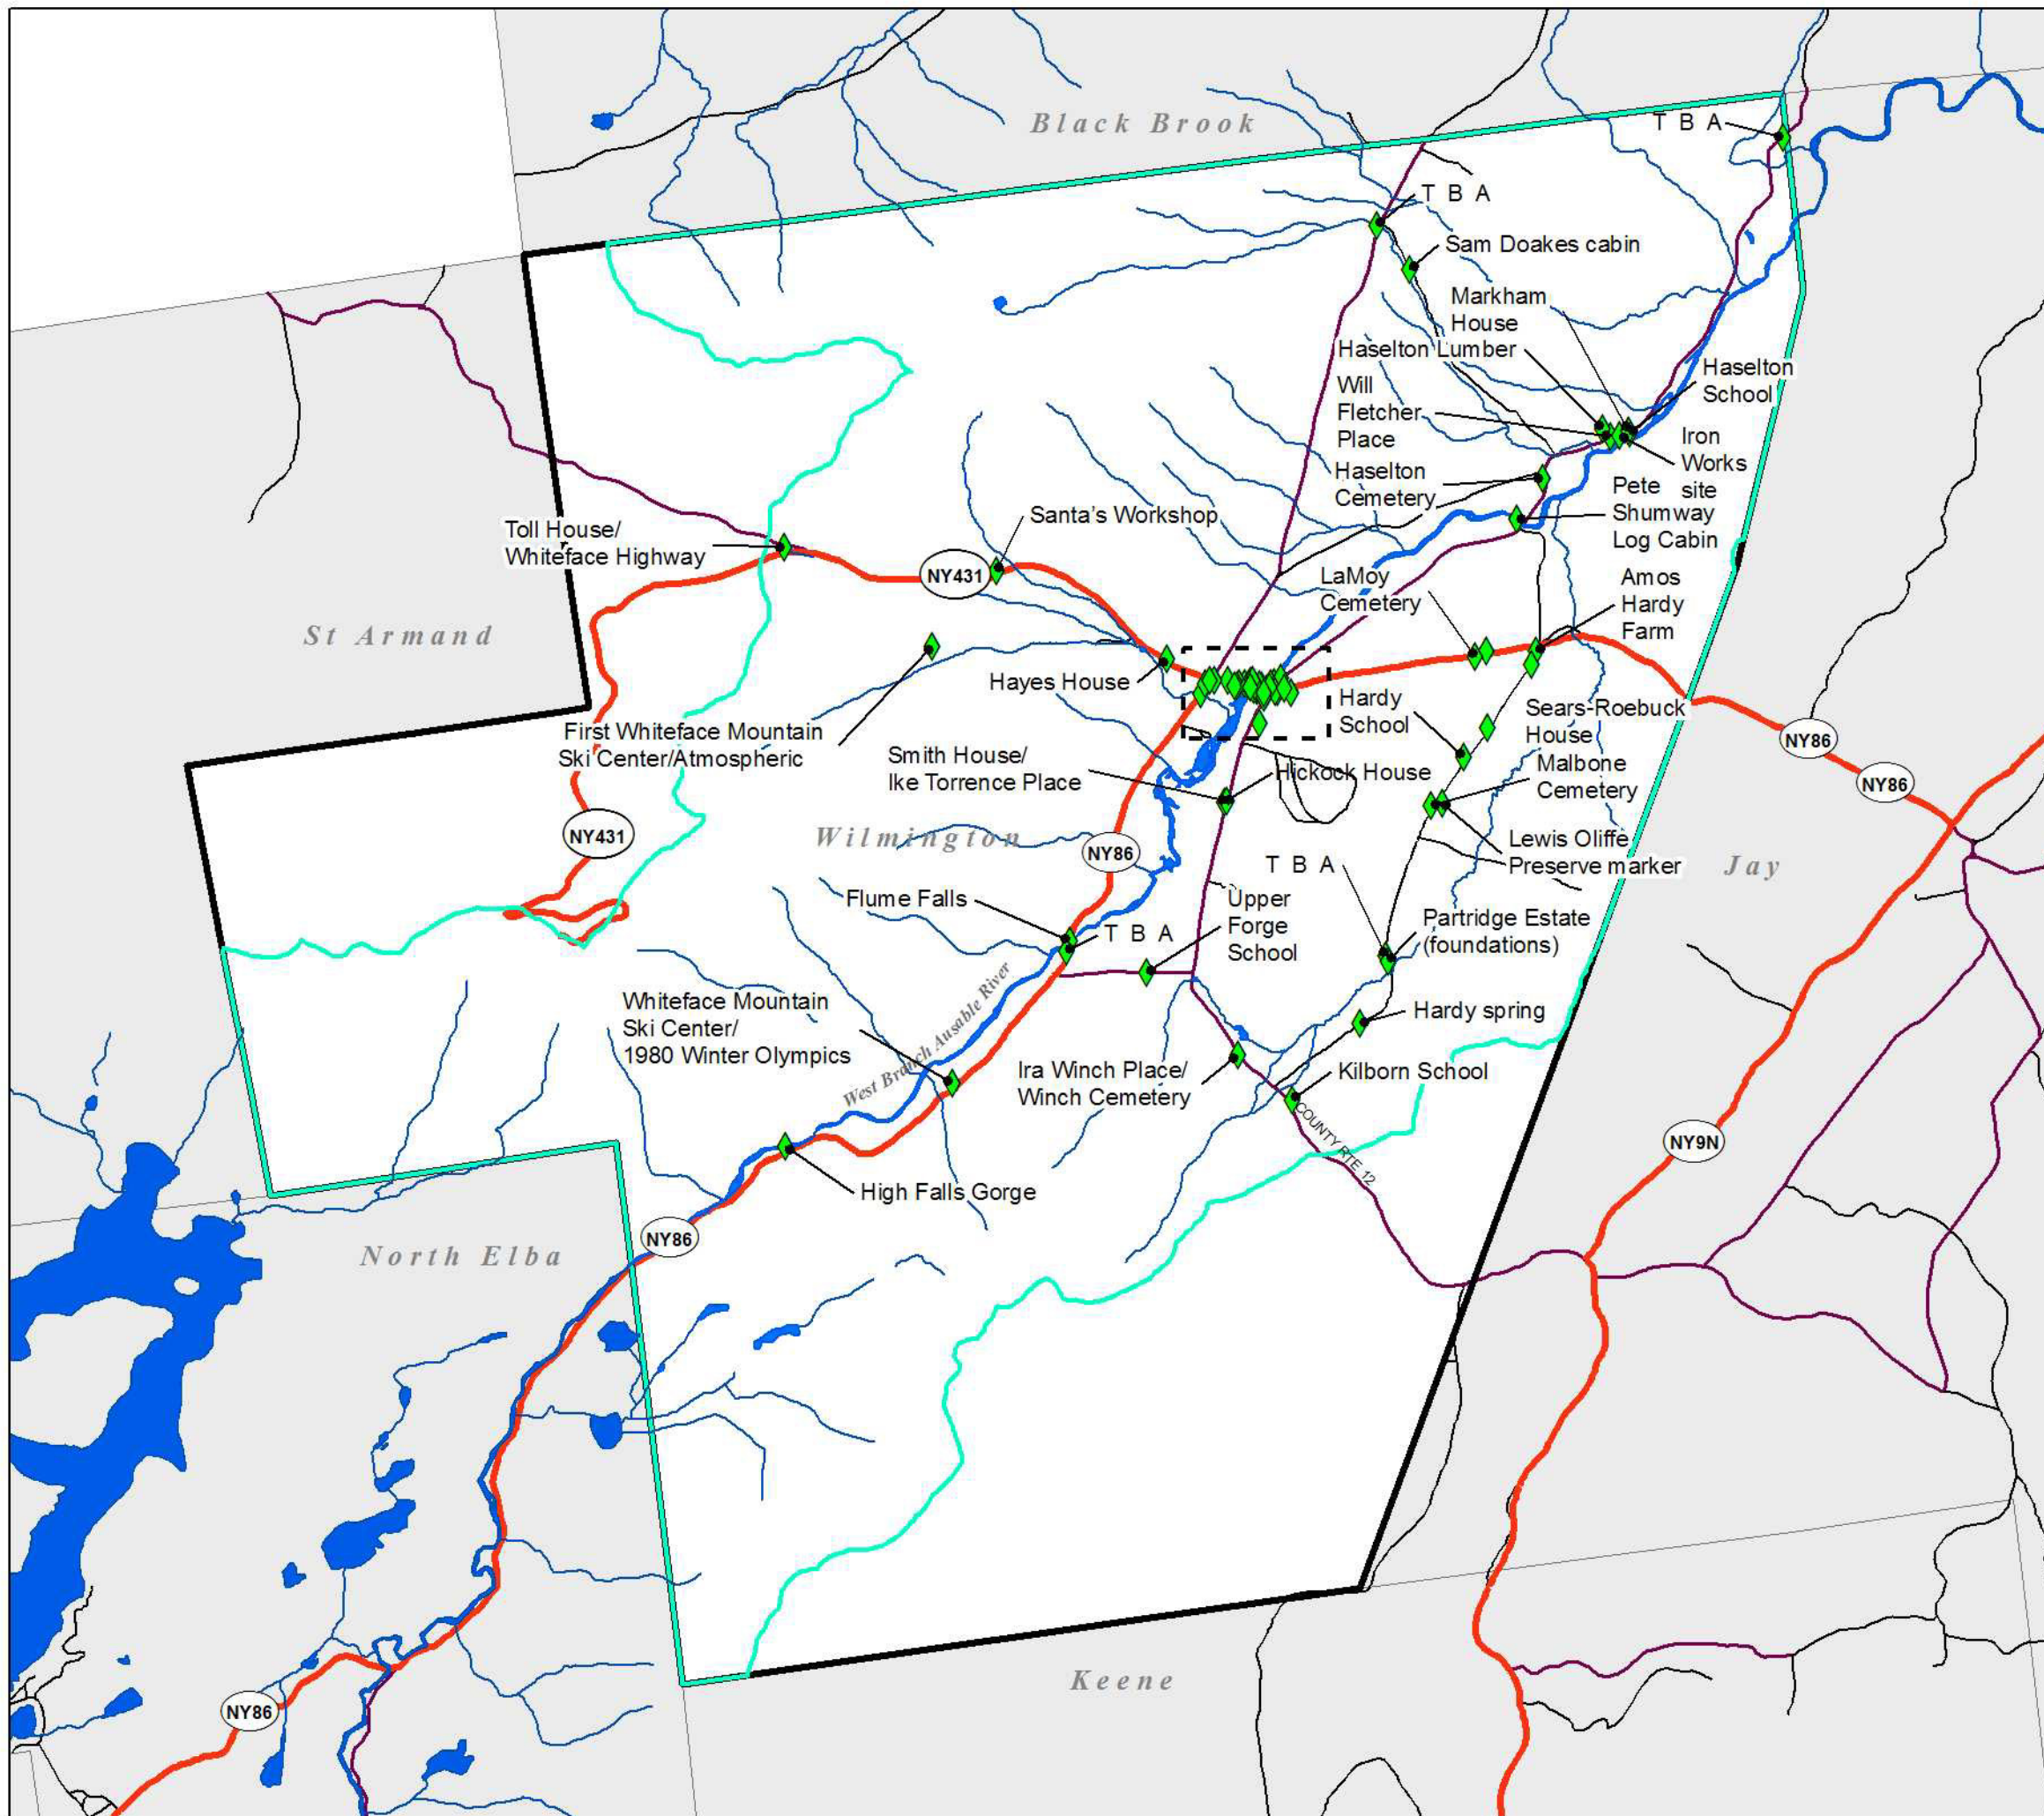 Black Brook
T B A
T B A
Sam Doakes cabin
Markham
House
Haselton Lumber
Haselton
School
Will
Fletcher
Place
Iron
Works
site
Haselton
Cemetery
Pete
Shumway
Log Cabin
Santa's Workshop
Toll House/
Whiteface Highway
NY431
LaMoy
Cemetery
Amos
Hardy
Farm
St Armand
Hayes House
Hardy
School
Sears-Roebuck
House
First Whiteface Mountain
Ski Center/Atmospheric
NY86
Smith House/
Ike Torrence Place
Hickock House
Malbone
Cemetery
NY86
NY431
Wilmington
NY86
Lewis Oliffe
Preserve marker
T B A
Jay
Flume Falls
T B A
Upper
Forge
School
Partridge Estate
(foundations)
Whiteface Mountain
Ski Center/
1980 Winter Olympics
West Branch Ausable River
Hardy spring
Ira Winch Place/
Winch Cemetery
Kilborn School
COUNTY RTE 12
NY9N
High Falls Gorge
NY86
North Elba
Keene
NY86